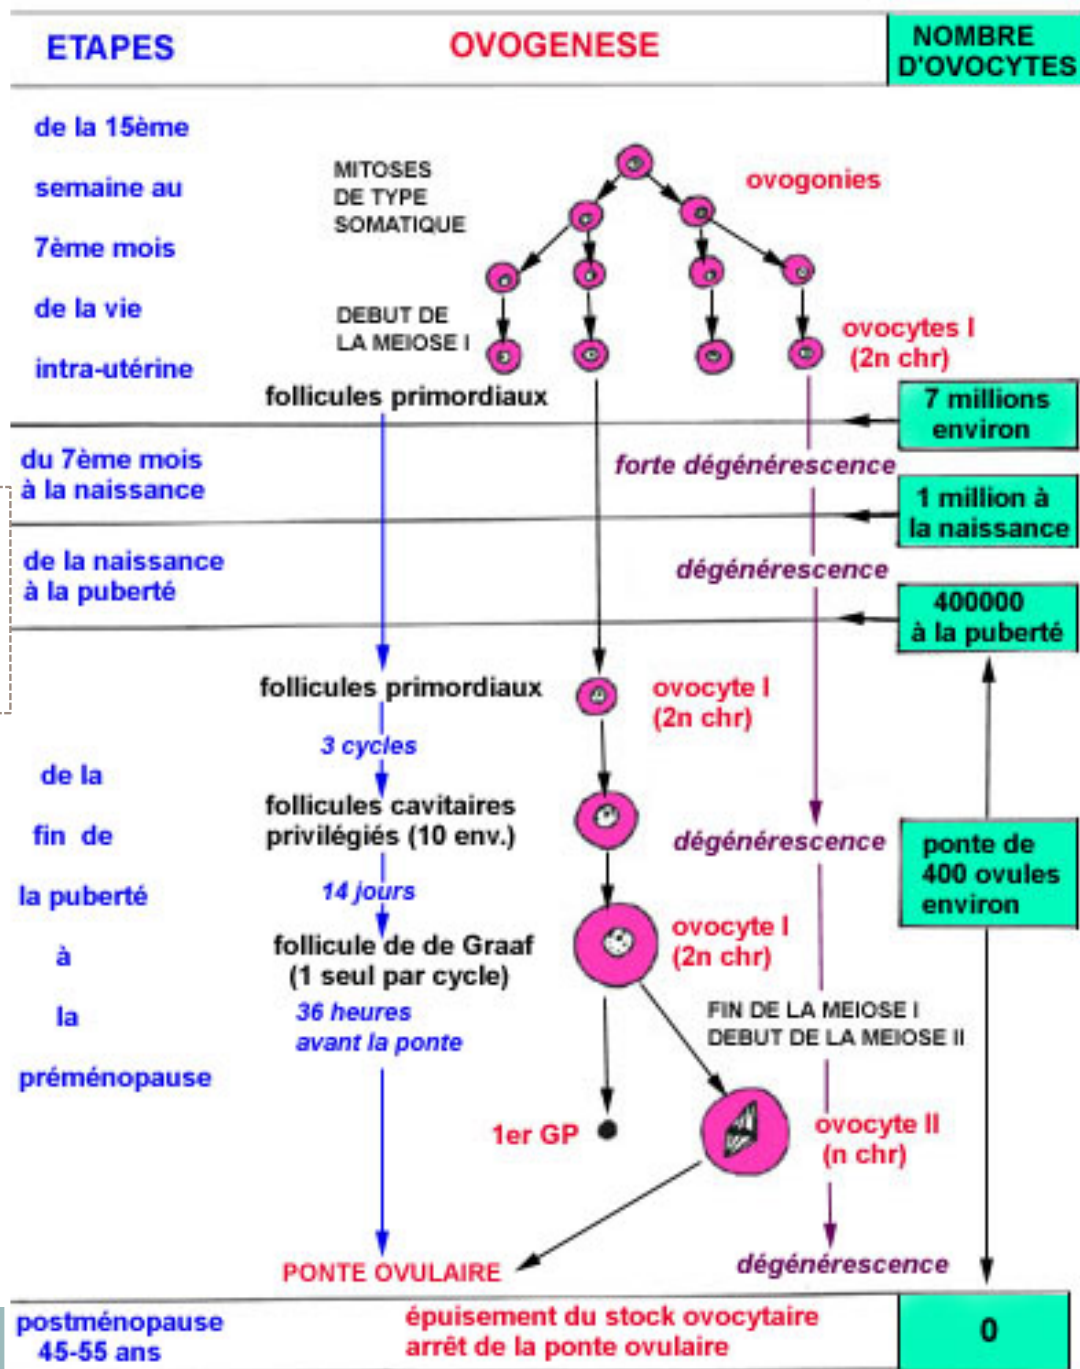 ETAPES
OVOGENESE
NOMBRE
D'OVOCYTES
de la 15ème
semaine au
7ème mois
de la vie
intra-utérine
MITOSES
DE TYPE
SOMATIQUE
ovogonies
DEBUT DE
LA MEIOSE I
ovocytes I
(2n chr)
follicules primordiaux
7 millions
environ
du 7ème mois
à la naissance
forte dégénérescence
1 million à
la naissance
de la naissance
à la puberté
dégénérescence
400000
à la puberté
de la
fin de
la puberté
à
la
préménopause
follicules primordiaux
3 cycles
follicules cavitaires
privilégiés (10 env.)
14 jours
follicule de de Graaf
(1 seul par cycle)
36 heures
avant la ponte
ovocyte I
(2n chr)
dégénérescence
ovocyte I
(2n chr)
FIN DE LA MEIOSE I
DEBUT DE LA MEIOSE II
1er GP
ovocyte II
(n chr)
ponte de
400 ovules
environ
PONTE OVULAIRE
dégénérescence
postménopause
45-55 ans
épuisement du stock ovocytaire
arrêt de la ponte ovulaire
0